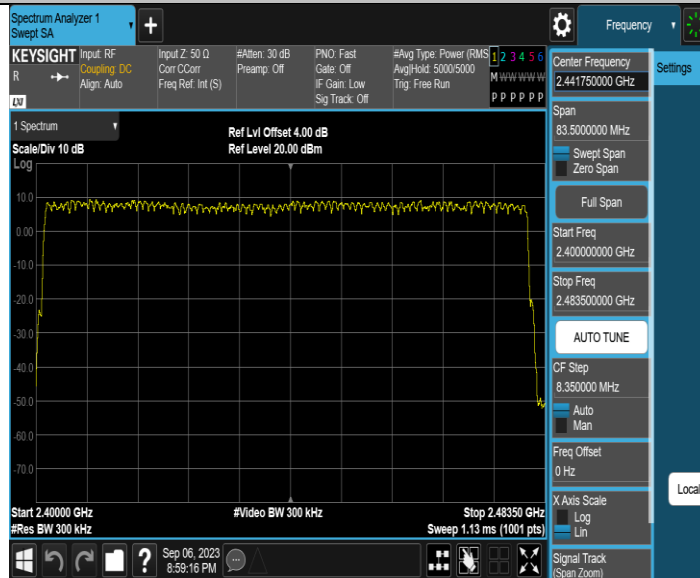 Spectrum Analyzer 1
Swept SA
+
Frequency
KEYSIGHT
R
LXI
Input: RF
Coupling: DC
Align: Auto
Input Z: 50 Ω
Corr CCorr
Freq Ref: Int (S)
#Atten: 30 dB
Preamp: Off
PNO: Fast
Gate: Off
IF Gain: Low
Sig Track: Off
#Avg Type: Power (RMS
Avg|Hold: 5000/5000
Trig: Free Run
1 2 3 4 5 6
M W W W W W
P P P P P P
Center Frequency
2.441750000 GHz
Settings
Span
83.5000000 MHz
Swept Span
Zero Span
Full Span
Start Freq
2.400000000 GHz
Stop Freq
2.483500000 GHz
AUTO TUNE
CF Step
8.350000 MHz
Auto
Man
Freq Offset
0 Hz
X Axis Scale
Log
Lin
Signal Track
(Span Zoom)
Local
1 Spectrum
Scale/Div 10 dB
Log
Ref Lvl Offset 4.00 dB
Ref Level 20.00 dBm
10.0
0.00
-10.0
-20.0
-30.0
-40.0
-50.0
-60.0
-70.0
Start 2.40000 GHz
#Res BW 300 kHz
#Video BW 300 kHz
Stop 2.48350 GHz
Sweep 1.13 ms (1001 pts)
?
Sep 06, 2023
8:59:16 PM